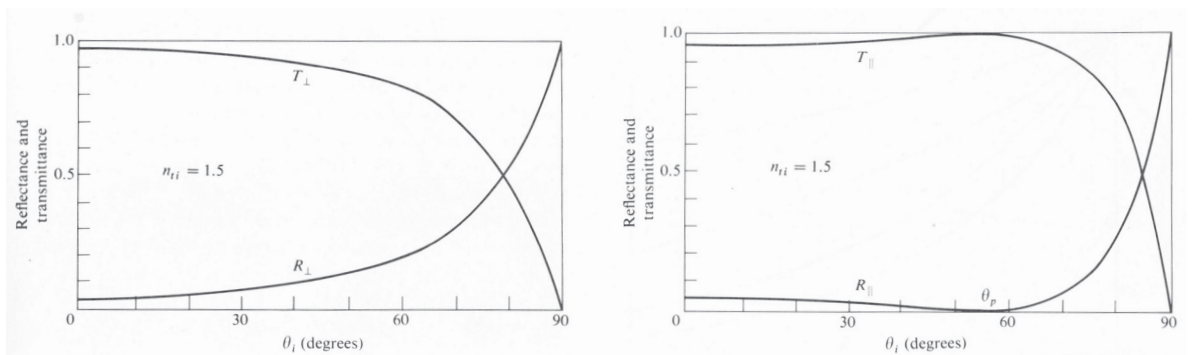 1.0
T⊥
Reflectance and
transmittance
n_ti = 1.5
0.5
R⊥
0
30
60
90
θ_i (degrees)
1.0
T∥
Reflectance and
transmittance
n_ti = 1.5
0.5
R∥
θ_p
0
30
60
90
θ_i (degrees)